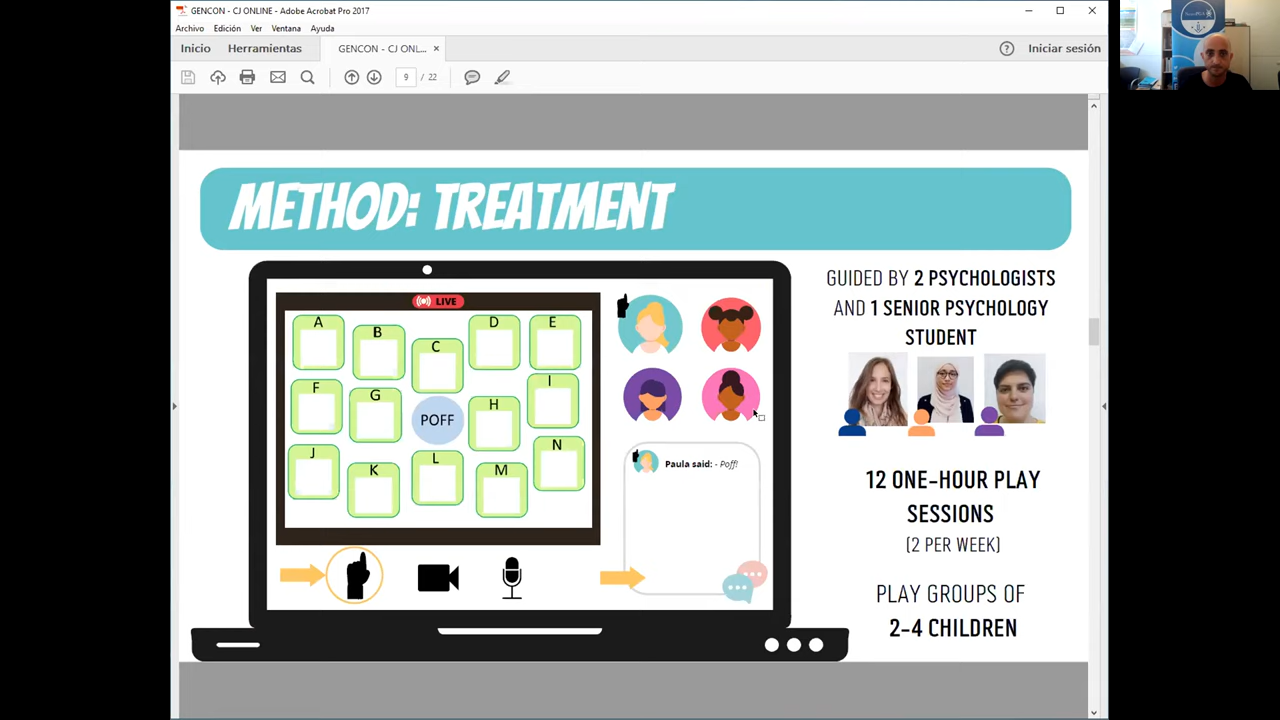 GENCON - CJ ONLINE - Adobe Acrobat Pro 2017
Archivo Edición Ver Ventana Ayuda
Inicio Herramientas GENCON - CJ ONL... × Iniciar sesión
9 / 22
METHOD: TREATMENT
LIVE
A B C D E
F G POFF H I
J K L M N
Paula said: - Poff!
GUIDED BY 2 PSYCHOLOGISTS
AND 1 SENIOR PSYCHOLOGY
STUDENT
12 ONE-HOUR PLAY
SESSIONS
(2 PER WEEK)
PLAY GROUPS OF
2-4 CHILDREN